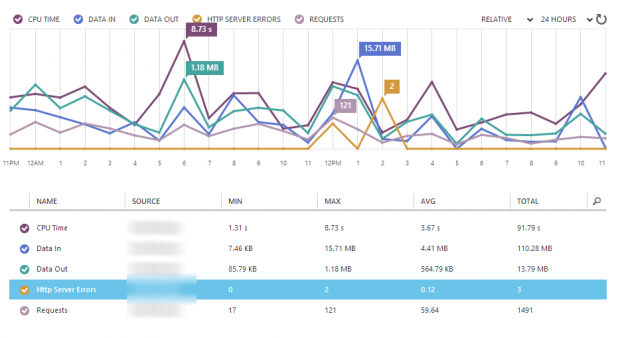 CPU TIME DATA IN DATA OUT HTTP SERVER ERRORS REQUESTS RELATIVE 24 HOURS
8.73 s
15.71 MB
1.18 MB
2
121
11PM 12AM 1 2 3 4 5 6 7 8 9 10 11 12PM 1 2 3 4 5 6 7 8 9 10 11
NAME SOURCE MIN MAX AVG TOTAL
CPU Time 1.31 s 8.73 s 3.67 s 91.79 s
Data In 7.46 KB 15.71 MB 4.41 MB 110.28 MB
Data Out 85.79 KB 1.18 MB 564.79 KB 13.79 MB
Http Server Errors 0 2 0.12 3
Requests 17 121 59.64 1491